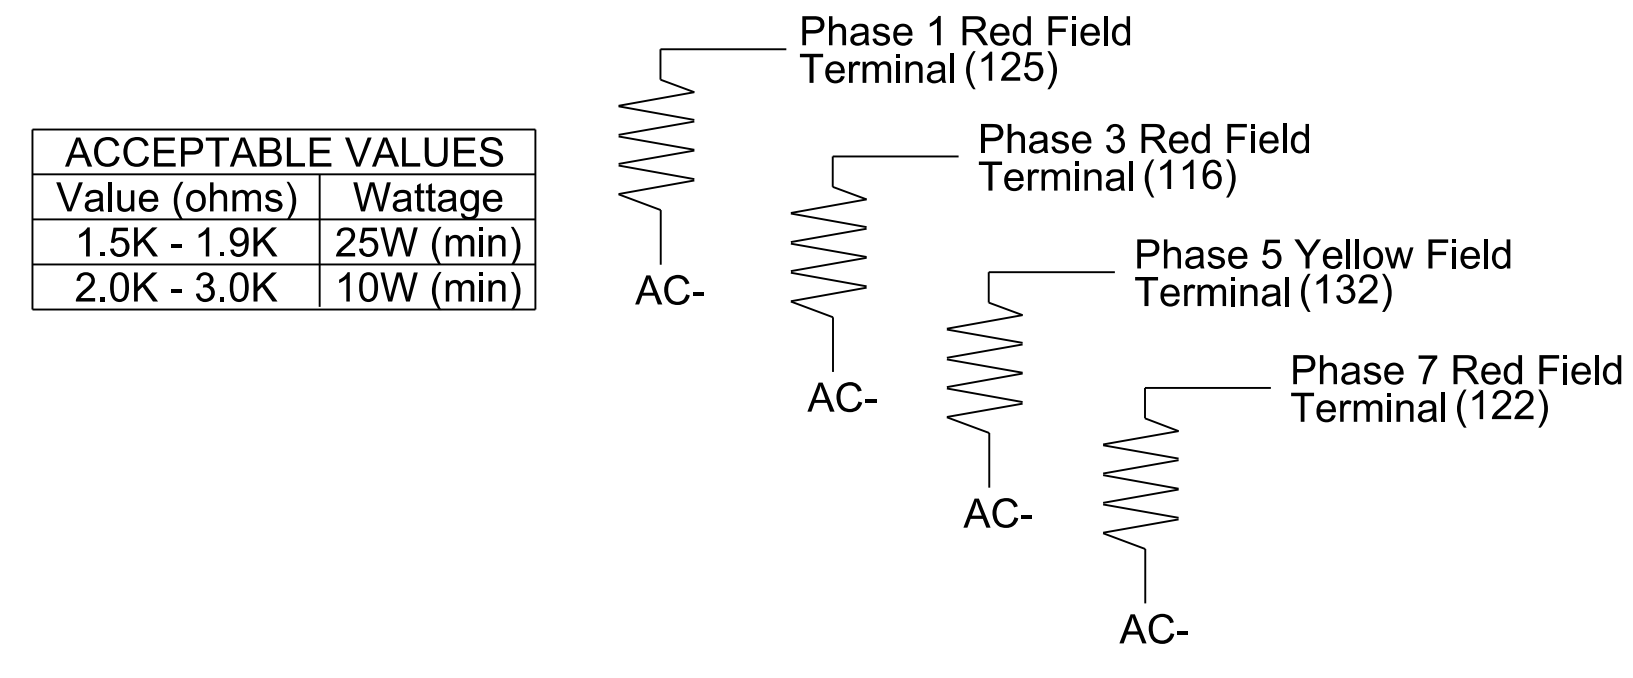 ACCEPTABLE VALUES
Value (ohms) Wattage
1.5K - 1.9K 25W (min)
2.0K - 3.0K 10W (min)
Phase 1 Red Field
Terminal (125)
AC-
Phase 3 Red Field
Terminal (116)
AC-
Phase 5 Yellow Field
Terminal (132)
AC-
Phase 7 Red Field
Terminal (122)
AC-